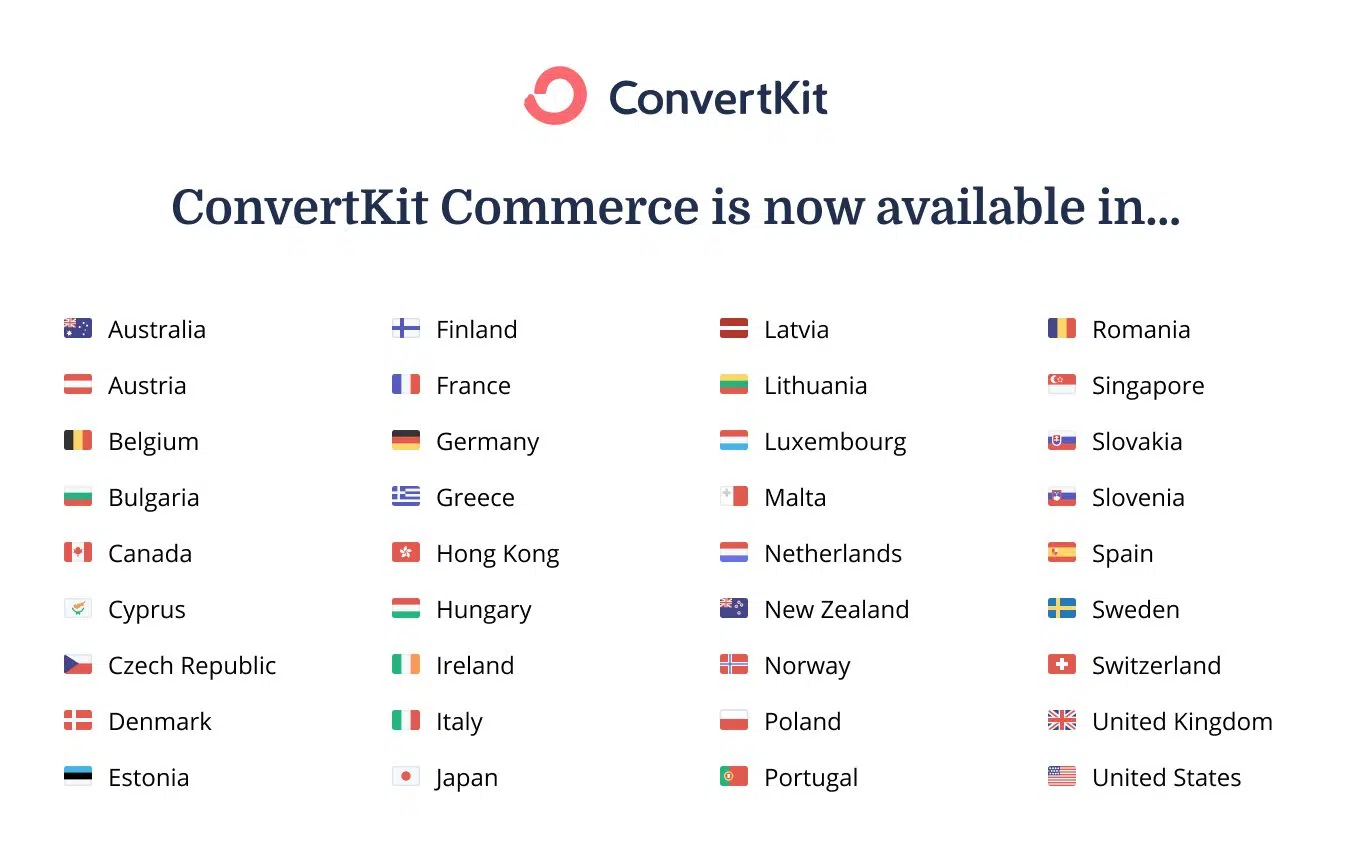 ConvertKit
ConvertKit Commerce is now available in...
Australia
Austria
Belgium
Bulgaria
Canada
Cyprus
Czech Republic
Denmark
Estonia
Finland
France
Germany
Greece
Hong Kong
Hungary
Ireland
Italy
Japan
Latvia
Lithuania
Luxembourg
Malta
Netherlands
New Zealand
Norway
Poland
Portugal
Romania
Singapore
Slovakia
Slovenia
Spain
Sweden
Switzerland
United Kingdom
United States